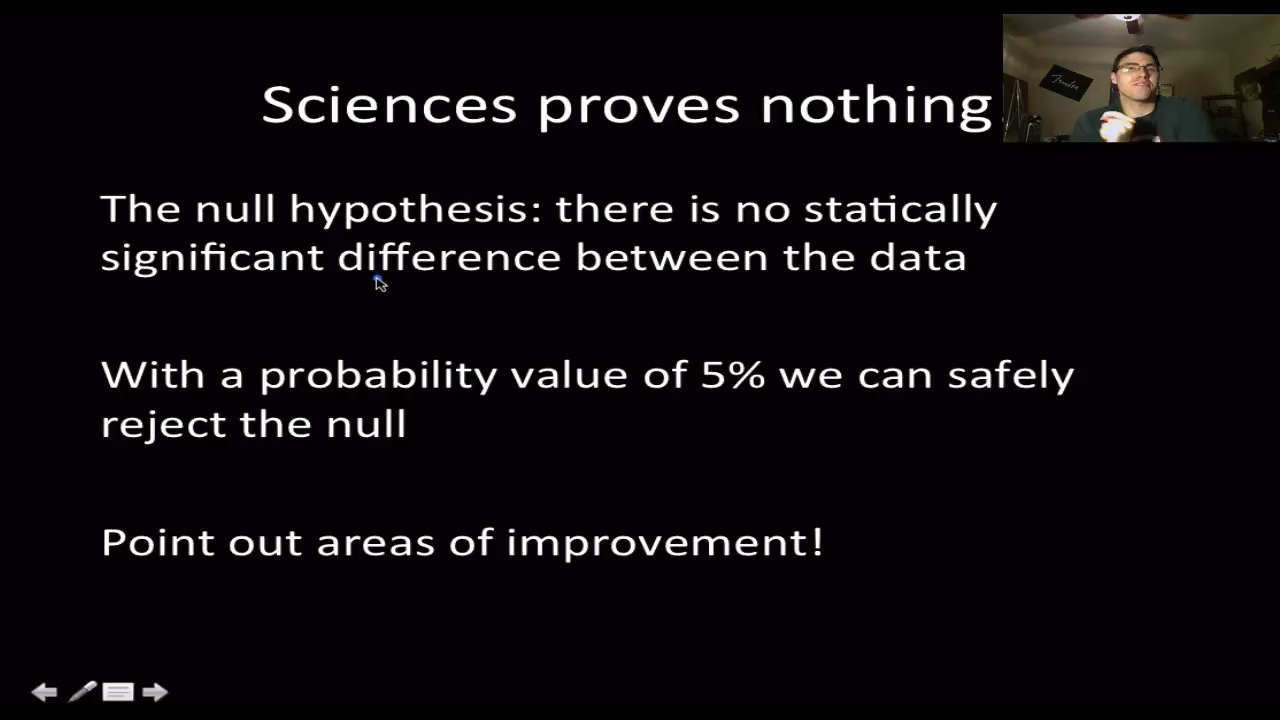 Sciences proves nothing
Fender
The null hypothesis: there is no statically
significant difference between the data
With a probability value of 5% we can safely
reject the null
Point out areas of improvement!